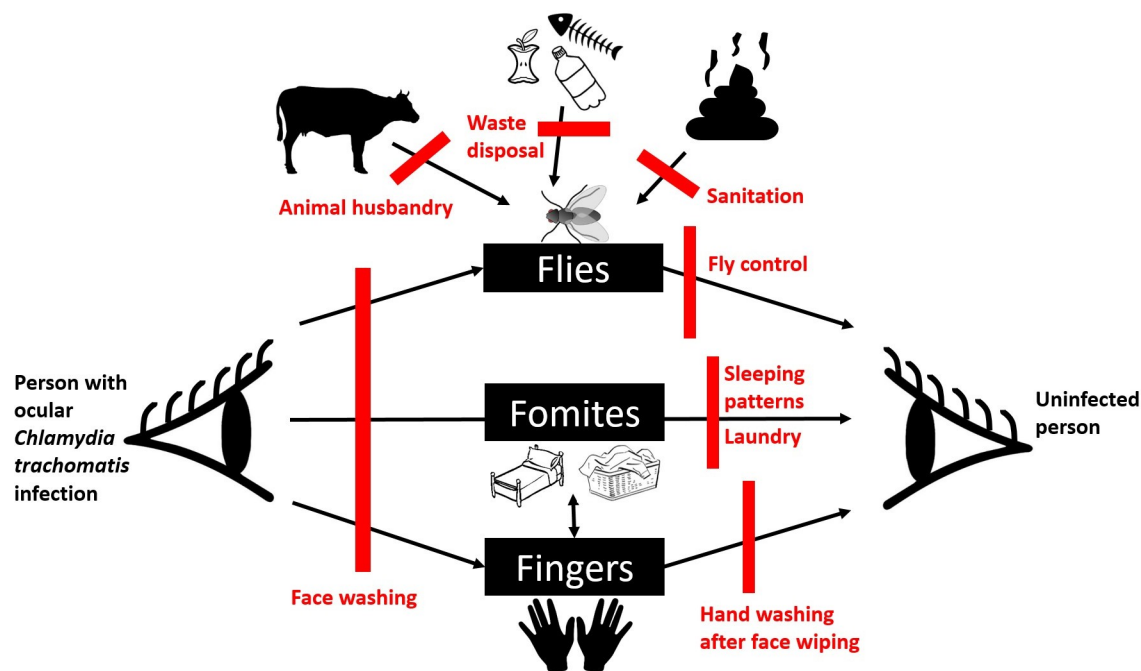 Waste
disposal
Animal husbandry
Sanitation
Flies
Fly control
Person with
ocular
Chlamydia
trachomatis
infection
Fomites
Sleeping
patterns
Laundry
Uninfected
person
Fingers
Face washing
Hand washing
after face wiping